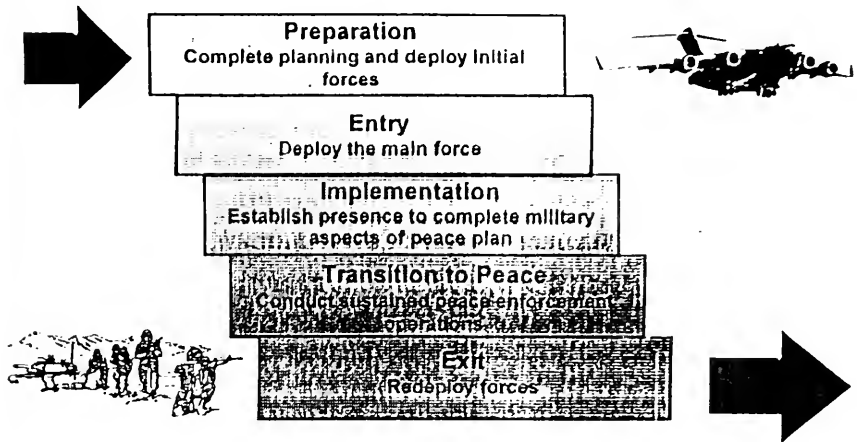 Preparation
Complete planning and deploy initial
forces
Entry
Deploy the main force
Implementation
Establish presence to complete military
aspects of peace plan
Transition to Peace
Conduct sustained peace enforcement
operations
Exit
Redeploy forces